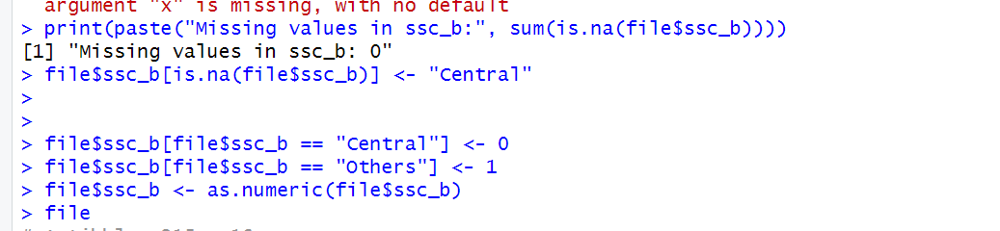 argument "x" is missing, with no default
> print(paste("Missing values in ssc_b:", sum(is.na(file$ssc_b))))
[1] "Missing values in ssc_b: 0"
> file$ssc_b[is.na(file$ssc_b)] <- "Central"
>
>
> file$ssc_b[file$ssc_b == "Central"] <- 0
> file$ssc_b[file$ssc_b == "Others"] <- 1
> file$ssc_b <- as.numeric(file$ssc_b)
> file